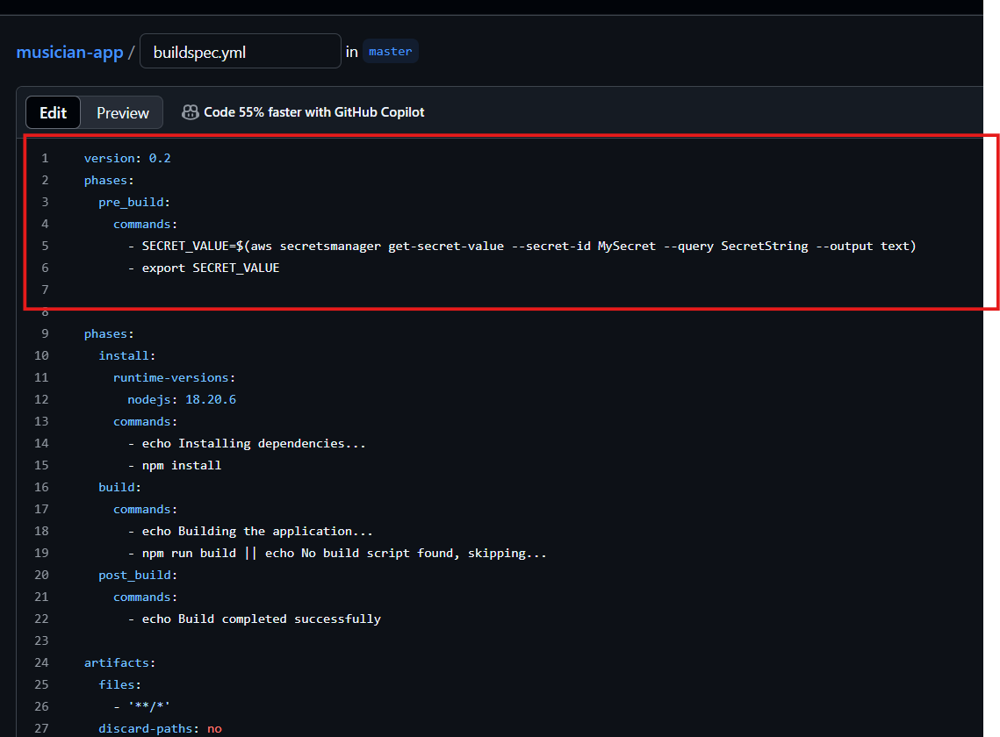 musician-app / buildspec.yml in master
Edit Preview Code 55% faster with GitHub Copilot
1 version: 0.2
2 phases:
3 pre_build:
4 commands:
5 - SECRET_VALUE=$(aws secretsmanager get-secret-value --secret-id MySecret --query SecretString --output text)
6 - export SECRET_VALUE
7
8
9 phases:
10 install:
11 runtime-versions:
12 nodejs: 18.20.6
13 commands:
14 - echo Installing dependencies...
15 - npm install
16 build:
17 commands:
18 - echo Building the application...
19 - npm run build || echo No build script found, skipping...
20 post_build:
21 commands:
22 - echo Build completed successfully
23
24 artifacts:
25 files:
26 - '**/*'
27 discard-paths: no